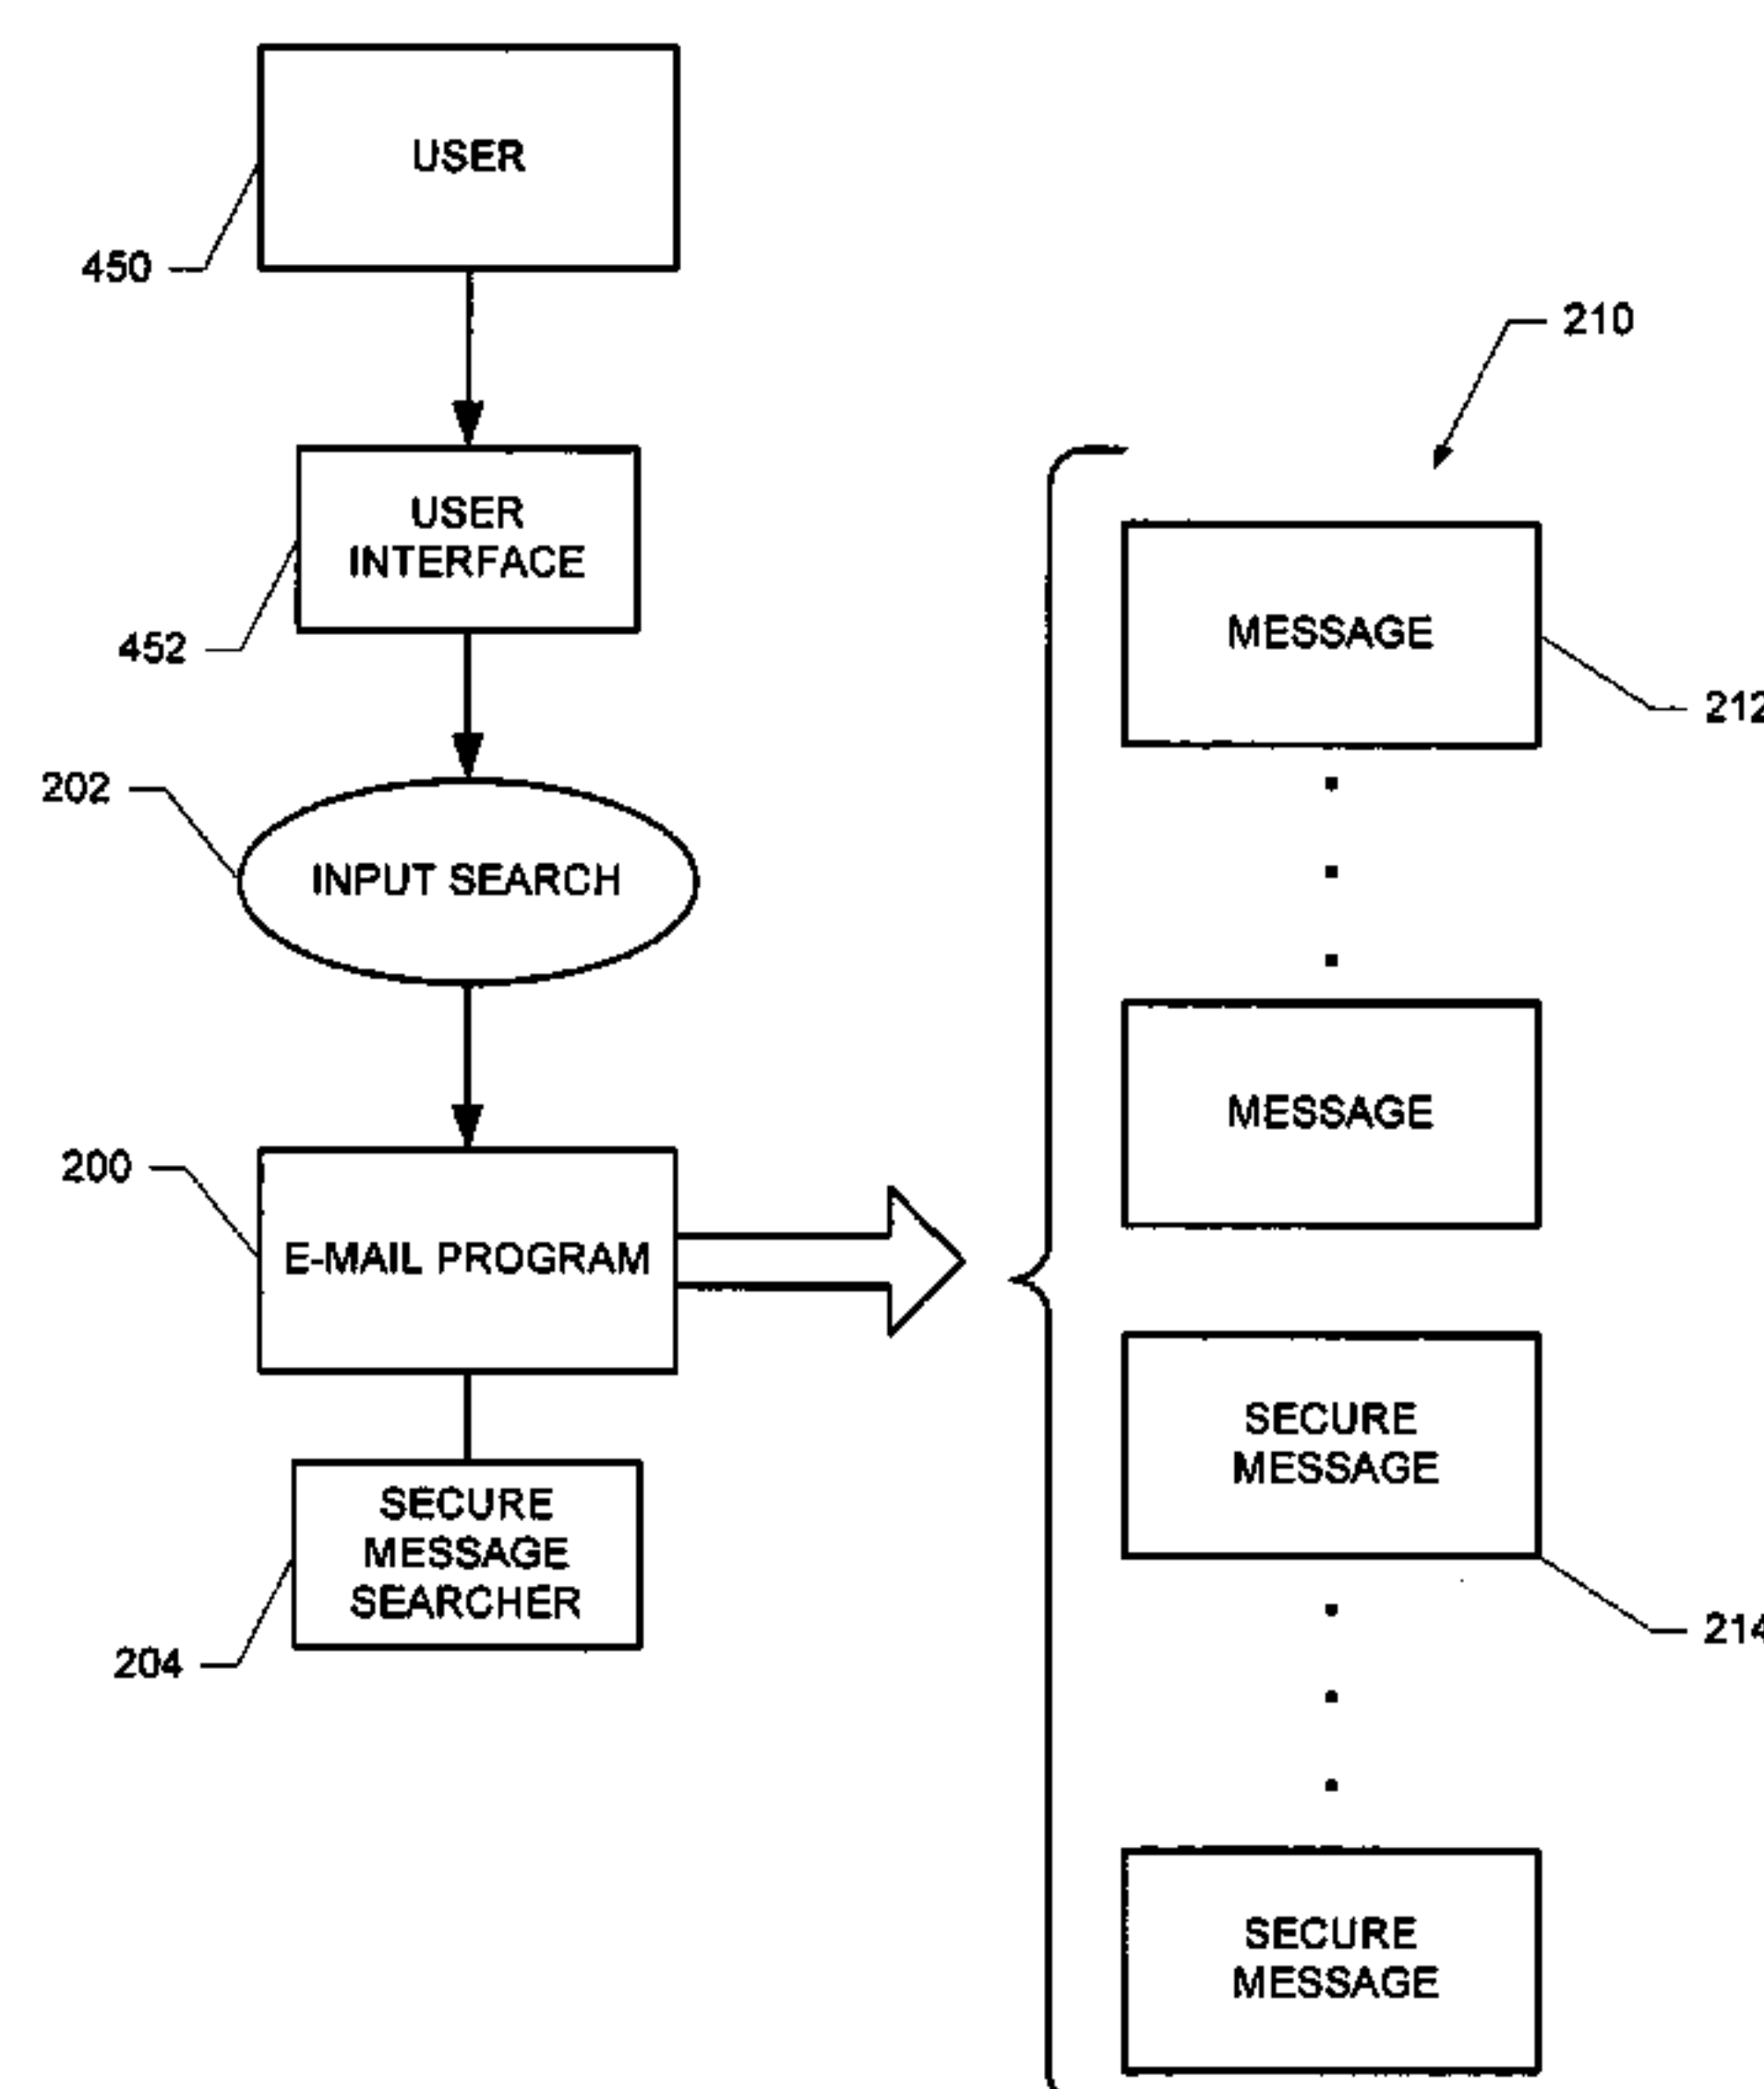 USER
450
USER
INTERFACE
452
202
INPUT SEARCH
200
E-MAIL PROGRAM
SECURE
MESSAGE
SEARCHER
204
210
MESSAGE
212
MESSAGE
SECURE
MESSAGE
214
SECURE
MESSAGE